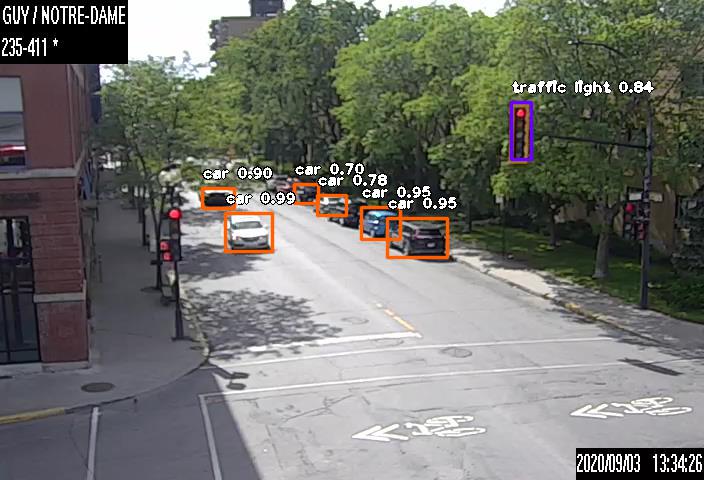 GUY / NOTRE-DAME
235-411 *
traffic light 0.84
car 0.70
car 0.90
car 0.78
car 0.95
car 0.99
car 0.95
2020/09/03 13:34:26